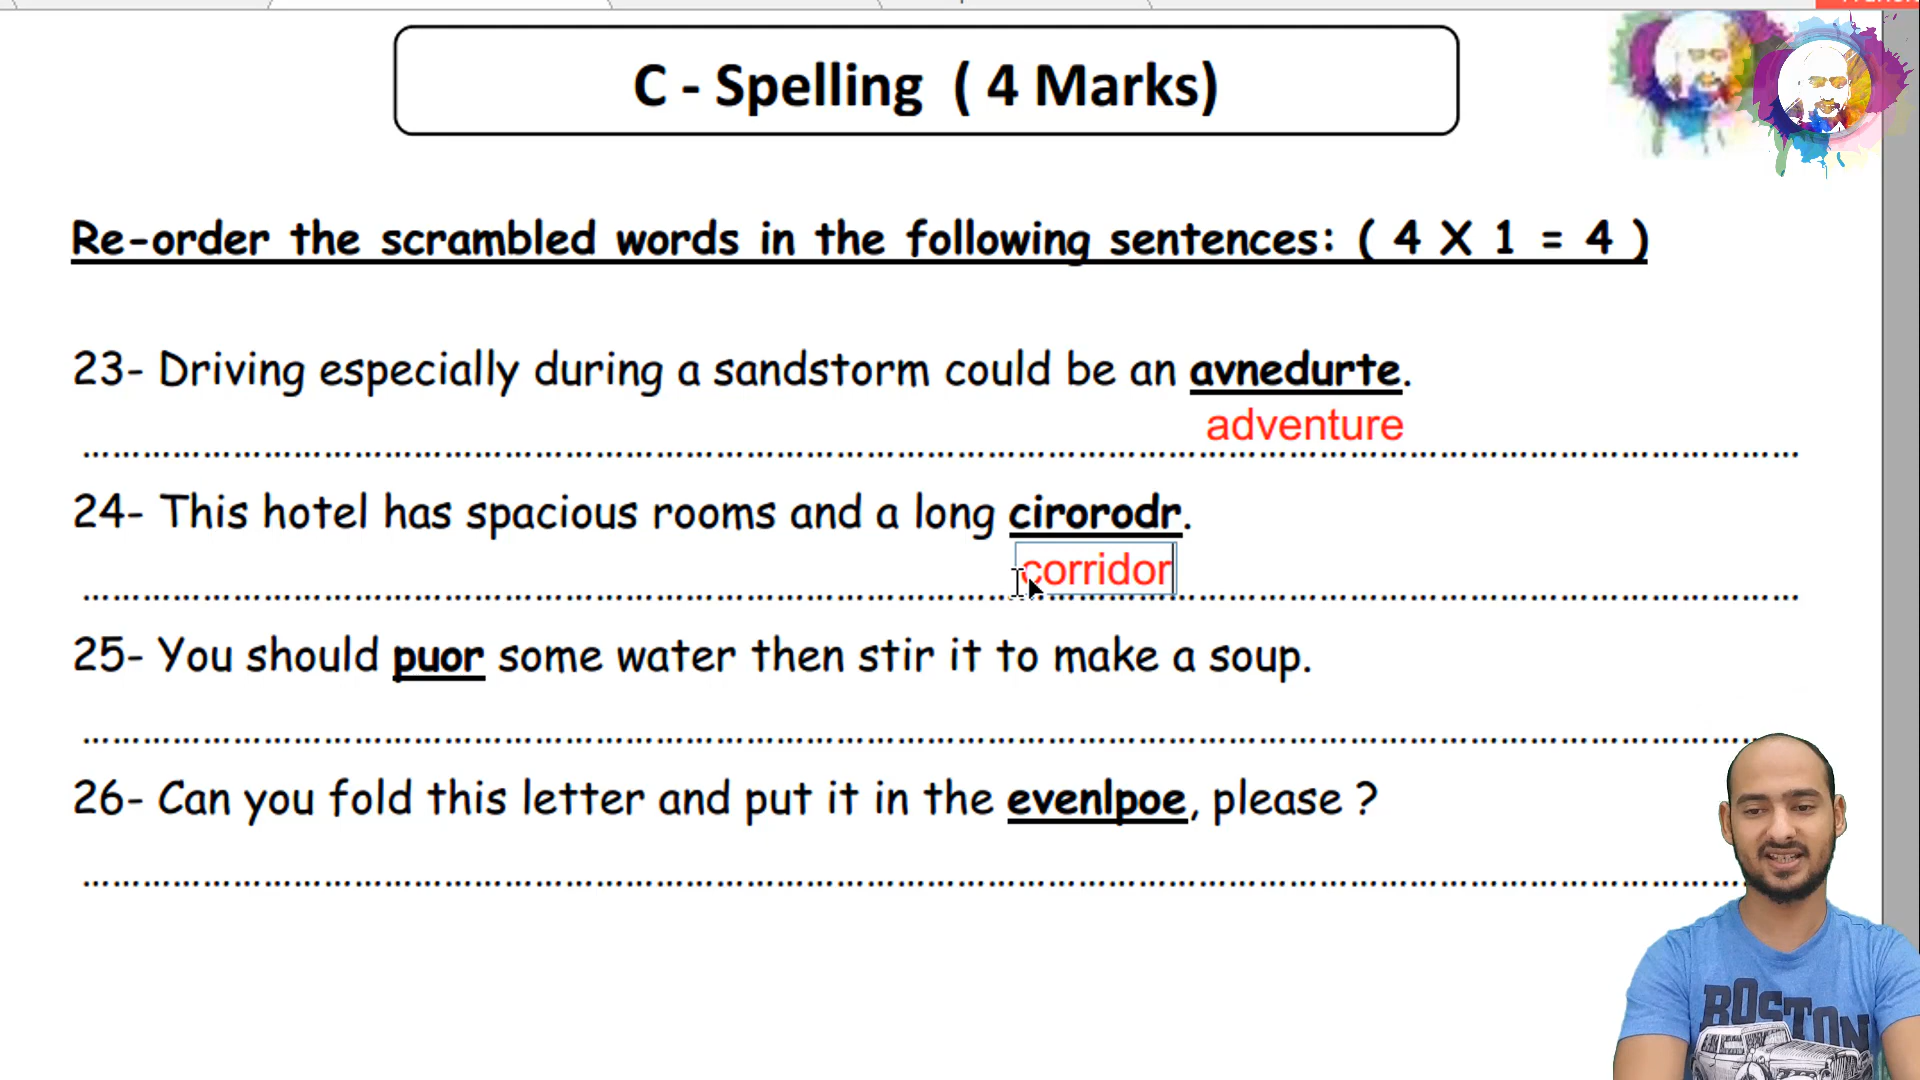 C - Spelling ( 4 Marks)
Re-order the scrambled words in the following sentences: ( 4 X 1 = 4 )
23- Driving especially during a sandstorm could be an avnedurte.
adventure
24- This hotel has spacious rooms and a long cirorodr.
corridor
25- You should puor some water then stir it to make a soup.
26- Can you fold this letter and put it in the evenlpoe, please ?
BOSTON